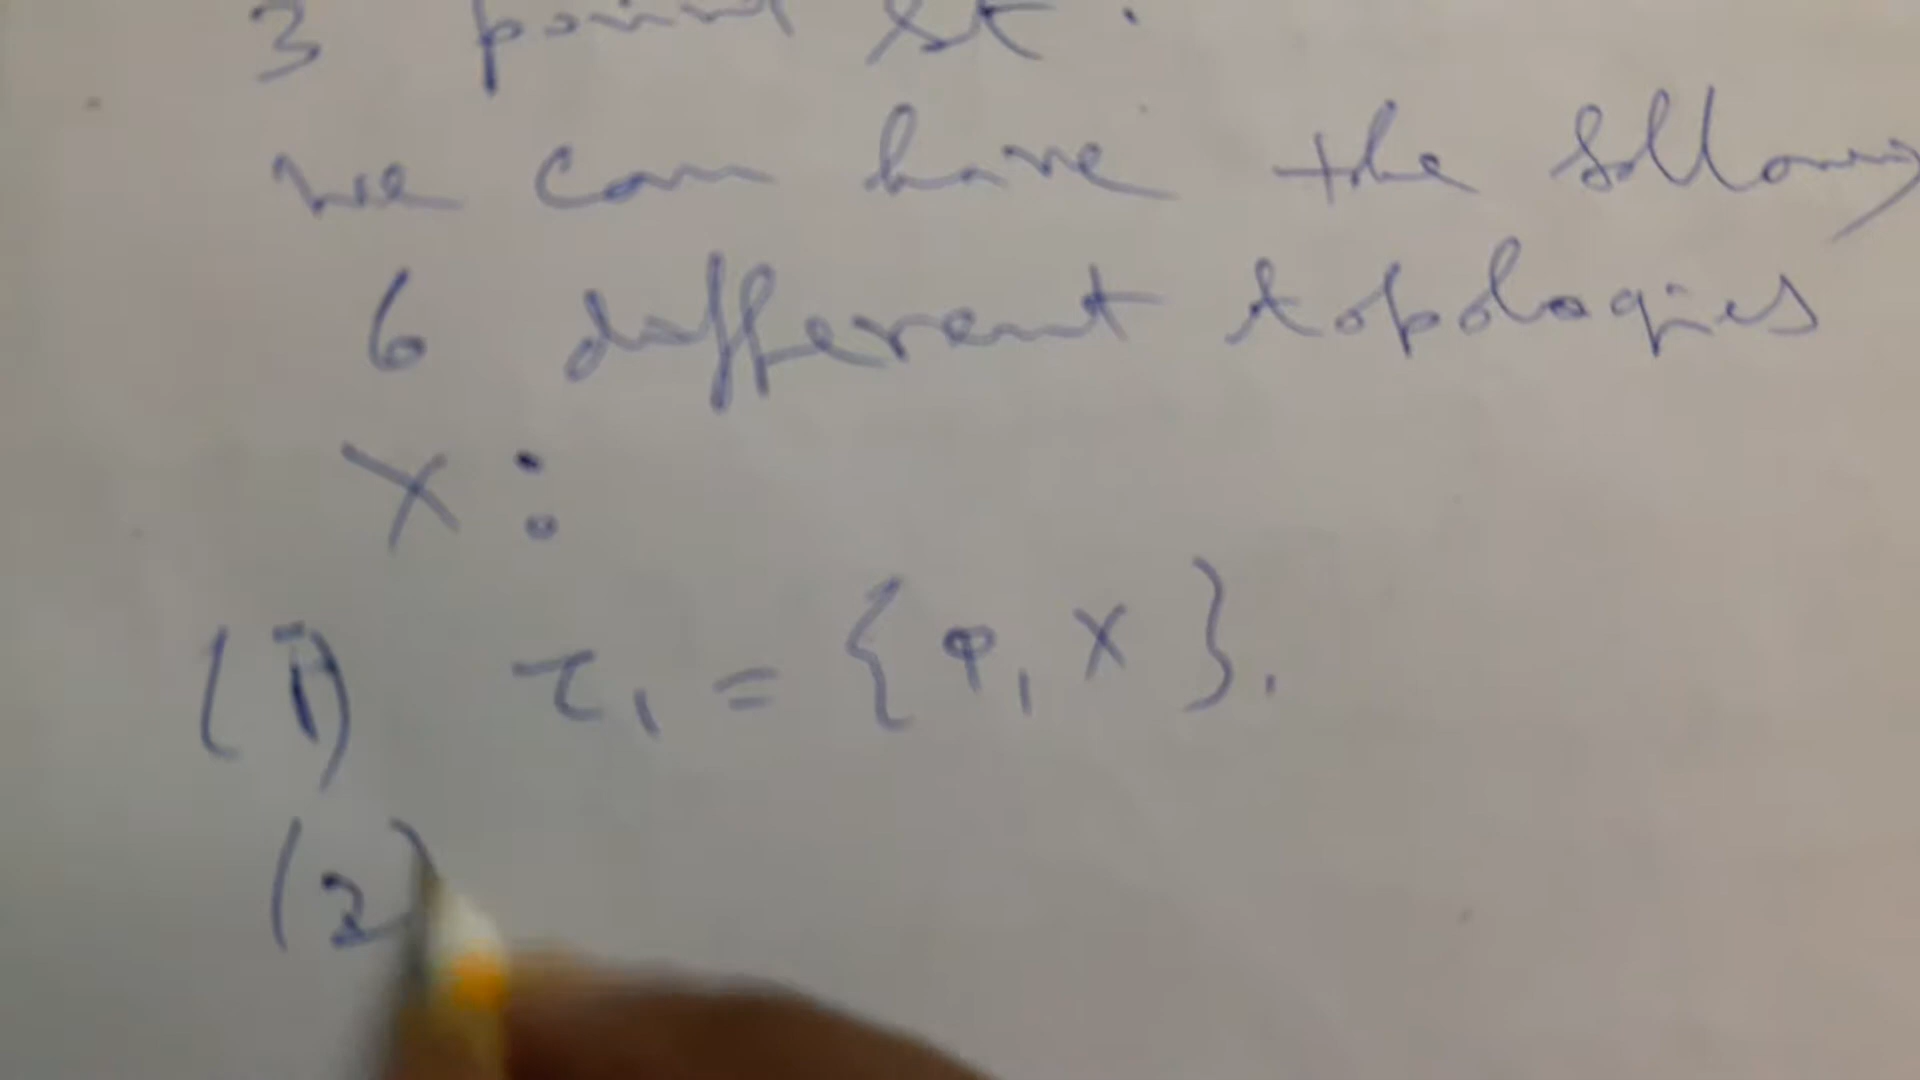 3 point set.
we can have the following
6 different topologies
X :
(1) τ₁ = { φ, X }.
(2)